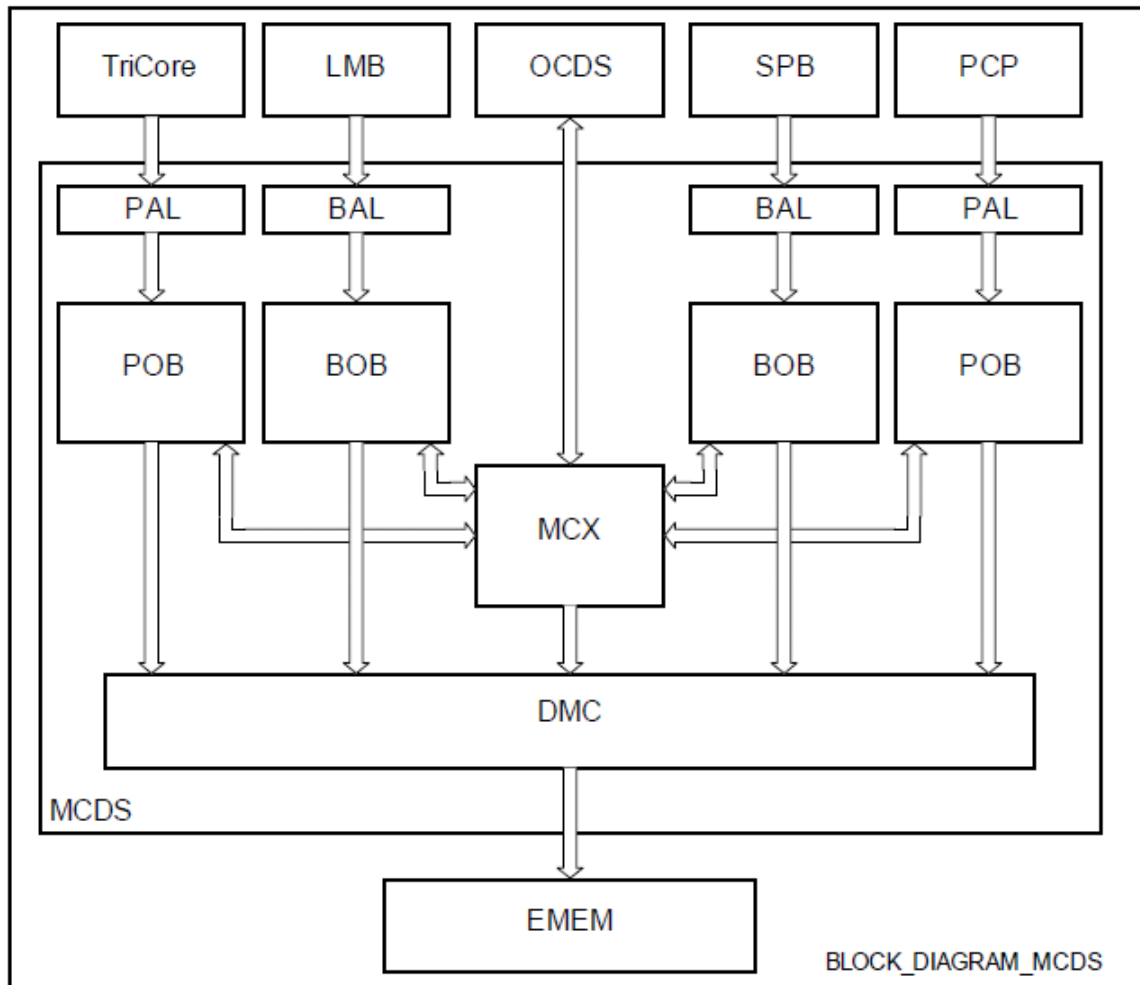 TriCore
LMB
OCDS
SPB
PCP
PAL
BAL
BAL
PAL
POB
BOB
BOB
POB
MCX
DMC
MCDS
EMEM
BLOCK_DIAGRAM_MCDS